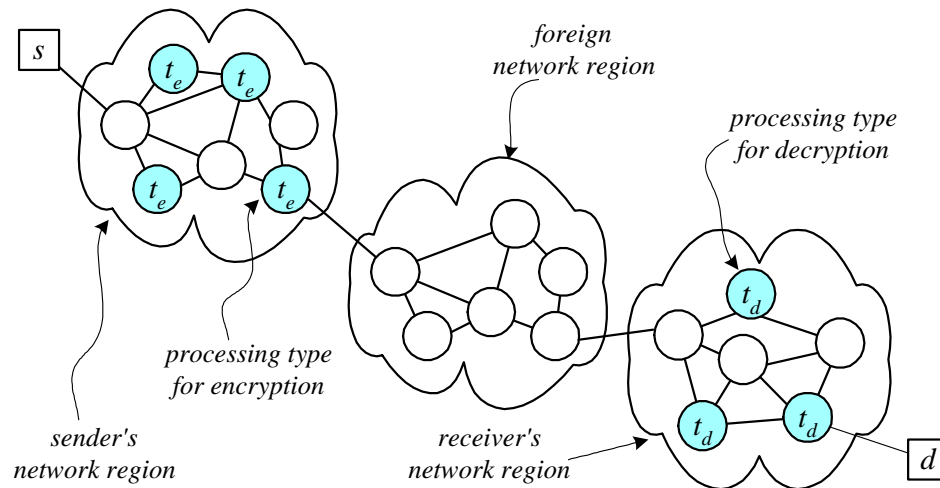 s
foreign
network region
t_e
t_e
processing type
for decryption
t_e
t_e
t_d
processing type
for encryption
t_d
t_d
sender's
network region
receiver's
network region
d